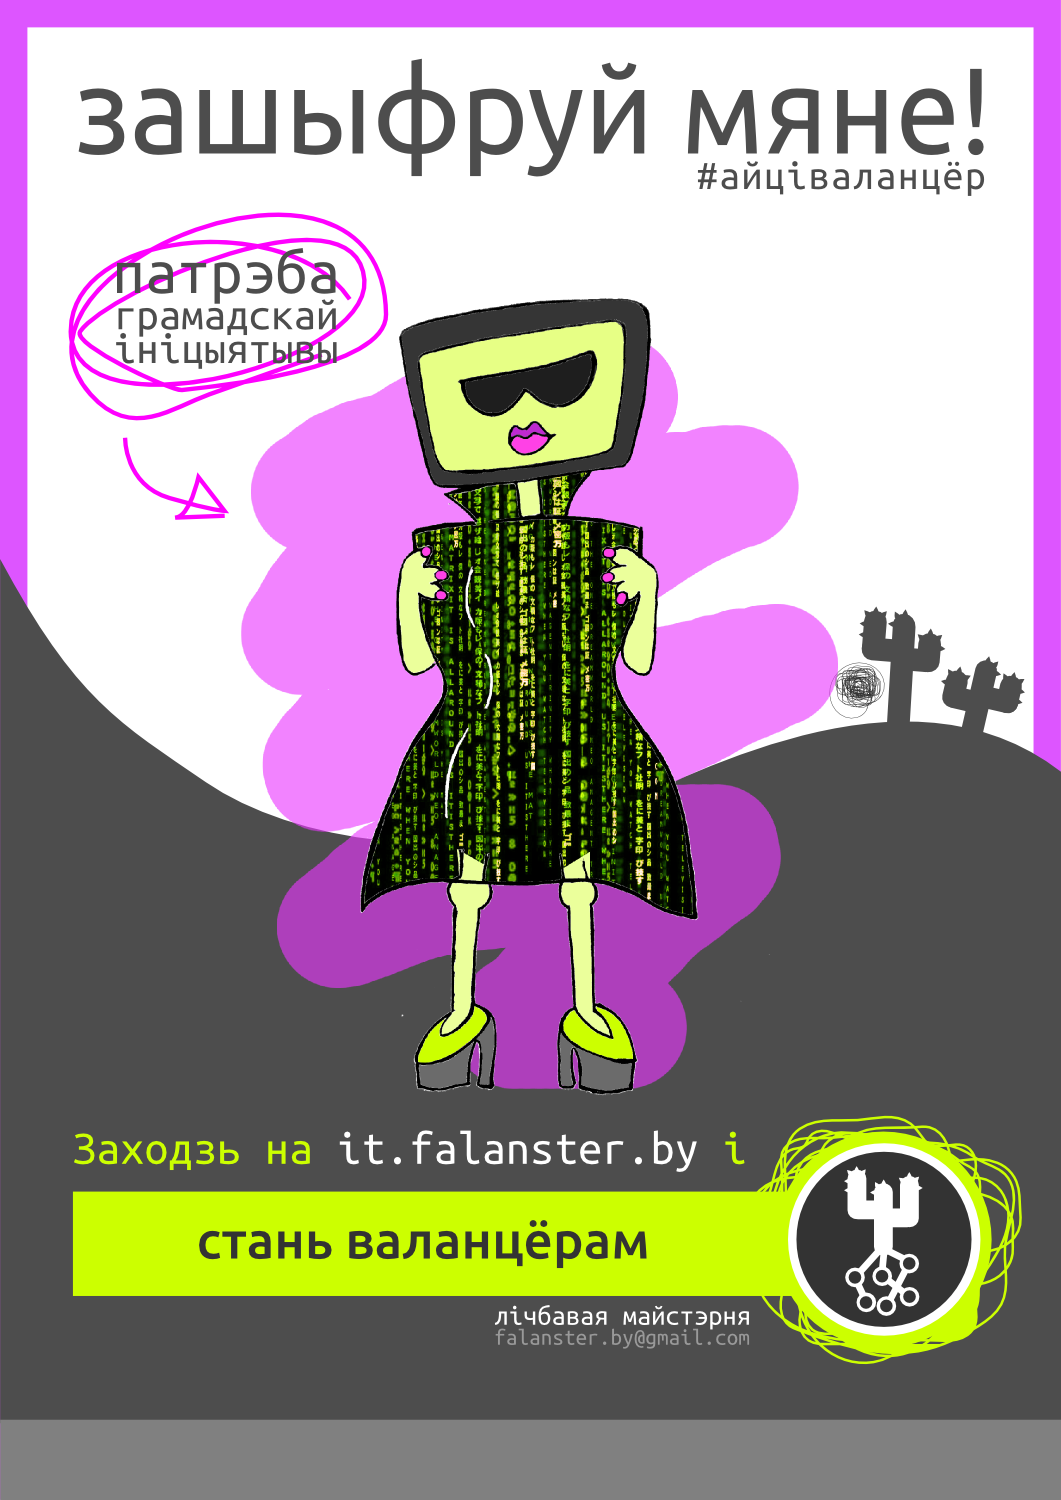 зашыфруй мяне!
#айціваланцёр
патрэба
грамадскай
ініцыятывы
Заходзь на it.falanster.by і
стань валанцёрам
лічбавая майстэрня
falanster.by@gmail.com